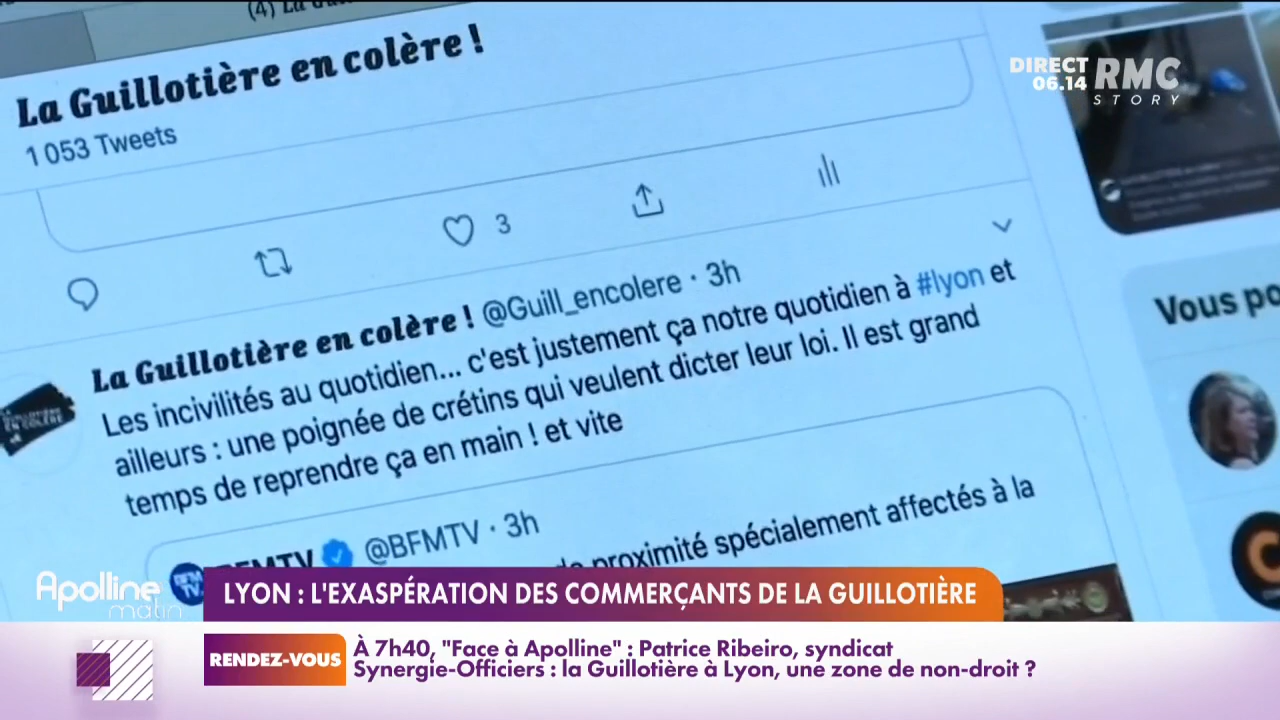 La Guillotière en colère !
1 053 Tweets
DIRECT
06.14
RMC
STORY
3
La Guillotière en colère ! @Guill_encolere · 3h
Les incivilités au quotidien... c'est justement ça notre quotidien à #lyon et
ailleurs : une poignée de crétins qui veulent dicter leur loi. Il est grand
temps de reprendre ça en main ! et vite
Vous po
BFMTV @BFMTV · 3h
de proximité spécialement affectés à la
Apolline
matin
LYON : L'EXASPÉRATION DES COMMERÇANTS DE LA GUILLOTIÈRE
RENDEZ-VOUS
À 7h40, "Face à Apolline" : Patrice Ribeiro, syndicat
Synergie-Officiers : la Guillotière à Lyon, une zone de non-droit ?